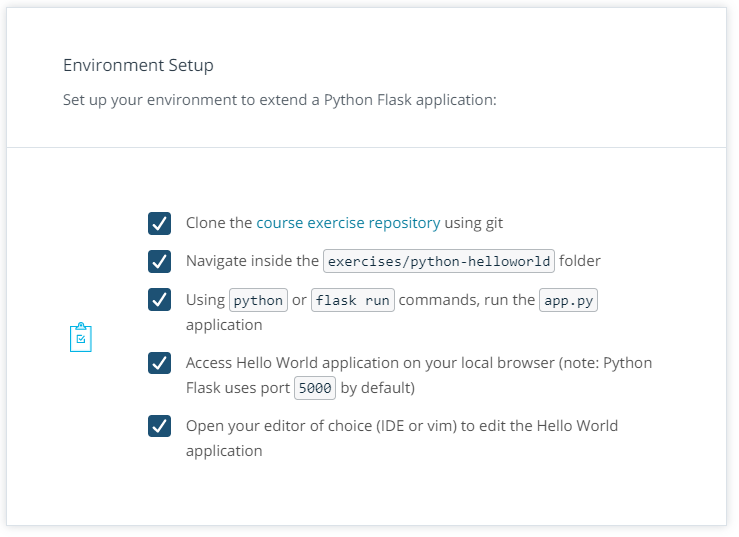 Environment Setup
Set up your environment to extend a Python Flask application:
Clone the course exercise repository using git
Navigate inside the exercises/python-helloworld folder
Using python or flask run commands, run the app.py
application
Access Hello World application on your local browser (note: Python
Flask uses port 5000 by default)
Open your editor of choice (IDE or vim) to edit the Hello World
application